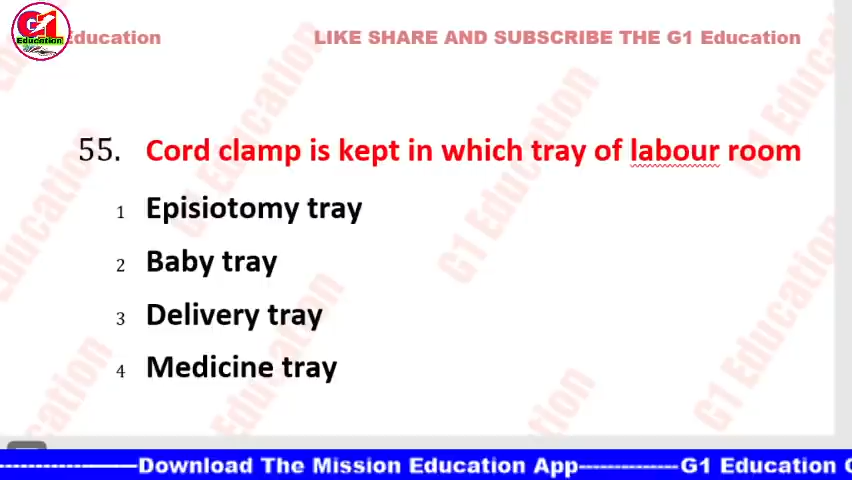 G1
Education
Education
LIKE SHARE AND SUBSCRIBE THE G1 Education
55. Cord clamp is kept in which tray of labour room
1 Episiotomy tray
2 Baby tray
3 Delivery tray
4 Medicine tray
Download The Mission Education App
G1 Education